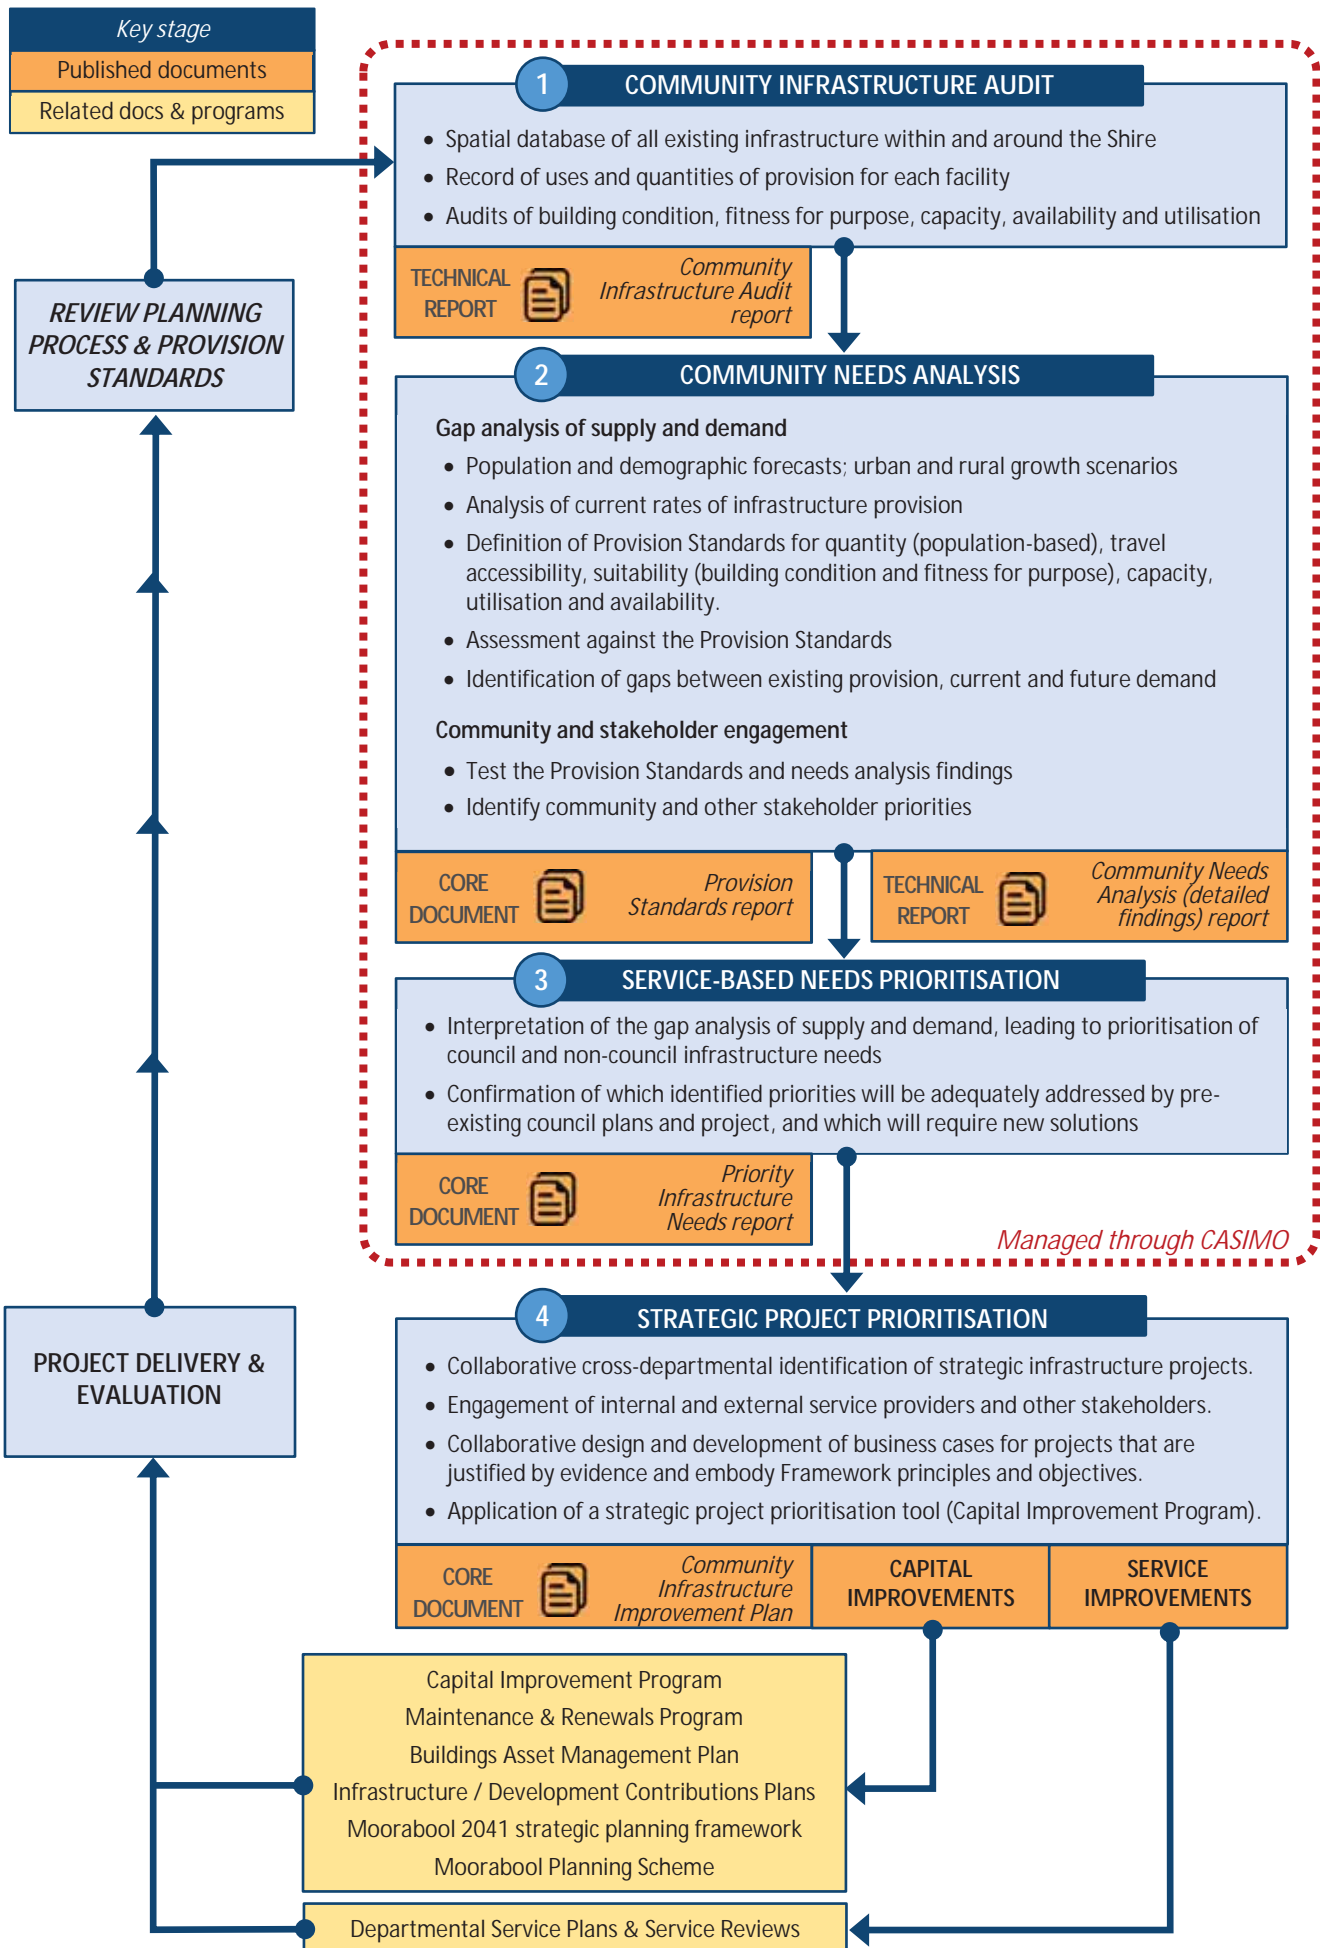 Key stage
Published documents
Related docs & programs
1 COMMUNITY INFRASTRUCTURE AUDIT
• Spatial database of all existing infrastructure within and around the Shire
• Record of uses and quantities of provision for each facility
• Audits of building condition, fitness for purpose, capacity, availability and utilisation
TECHNICAL
REPORT
Community
Infrastructure Audit
report
REVIEW PLANNING
PROCESS & PROVISION
STANDARDS
2 COMMUNITY NEEDS ANALYSIS
Gap analysis of supply and demand
• Population and demographic forecasts; urban and rural growth scenarios
• Analysis of current rates of infrastructure provision
• Definition of Provision Standards for quantity (population-based), travel
accessibility, suitability (building condition and fitness for purpose), capacity,
utilisation and availability.
• Assessment against the Provision Standards
• Identification of gaps between existing provision, current and future demand
Community and stakeholder engagement
• Test the Provision Standards and needs analysis findings
• Identify community and other stakeholder priorities
CORE
DOCUMENT
Provision
Standards report
TECHNICAL
REPORT
Community Needs
Analysis (detailed
findings) report
3 SERVICE-BASED NEEDS PRIORITISATION
• Interpretation of the gap analysis of supply and demand, leading to prioritisation of
council and non-council infrastructure needs
• Confirmation of which identified priorities will be adequately addressed by pre-
existing council plans and project, and which will require new solutions
CORE
DOCUMENT
Priority
Infrastructure
Needs report
Managed through CASIMO
4 STRATEGIC PROJECT PRIORITISATION
• Collaborative cross-departmental identification of strategic infrastructure projects.
• Engagement of internal and external service providers and other stakeholders.
• Collaborative design and development of business cases for projects that are
justified by evidence and embody Framework principles and objectives.
• Application of a strategic project prioritisation tool (Capital Improvement Program).
CORE
DOCUMENT
Community
Infrastructure
Improvement Plan
CAPITAL
IMPROVEMENTS
SERVICE
IMPROVEMENTS
PROJECT DELIVERY &
EVALUATION
Capital Improvement Program
Maintenance & Renewals Program
Buildings Asset Management Plan
Infrastructure / Development Contributions Plans
Moorabool 2041 strategic planning framework
Moorabool Planning Scheme
Departmental Service Plans & Service Reviews